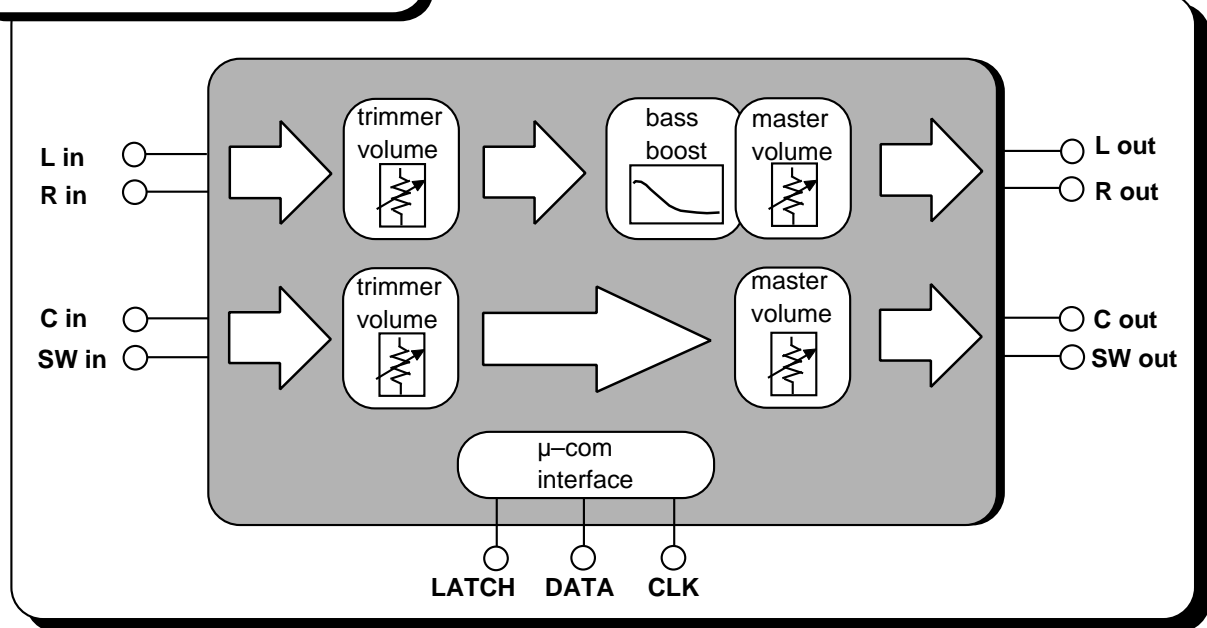 L in
R in
trimmer
volume
bass
boost
master
volume
L out
R out
C in
SW in
trimmer
volume
master
volume
C out
SW out
µ–com
interface
LATCH DATA CLK